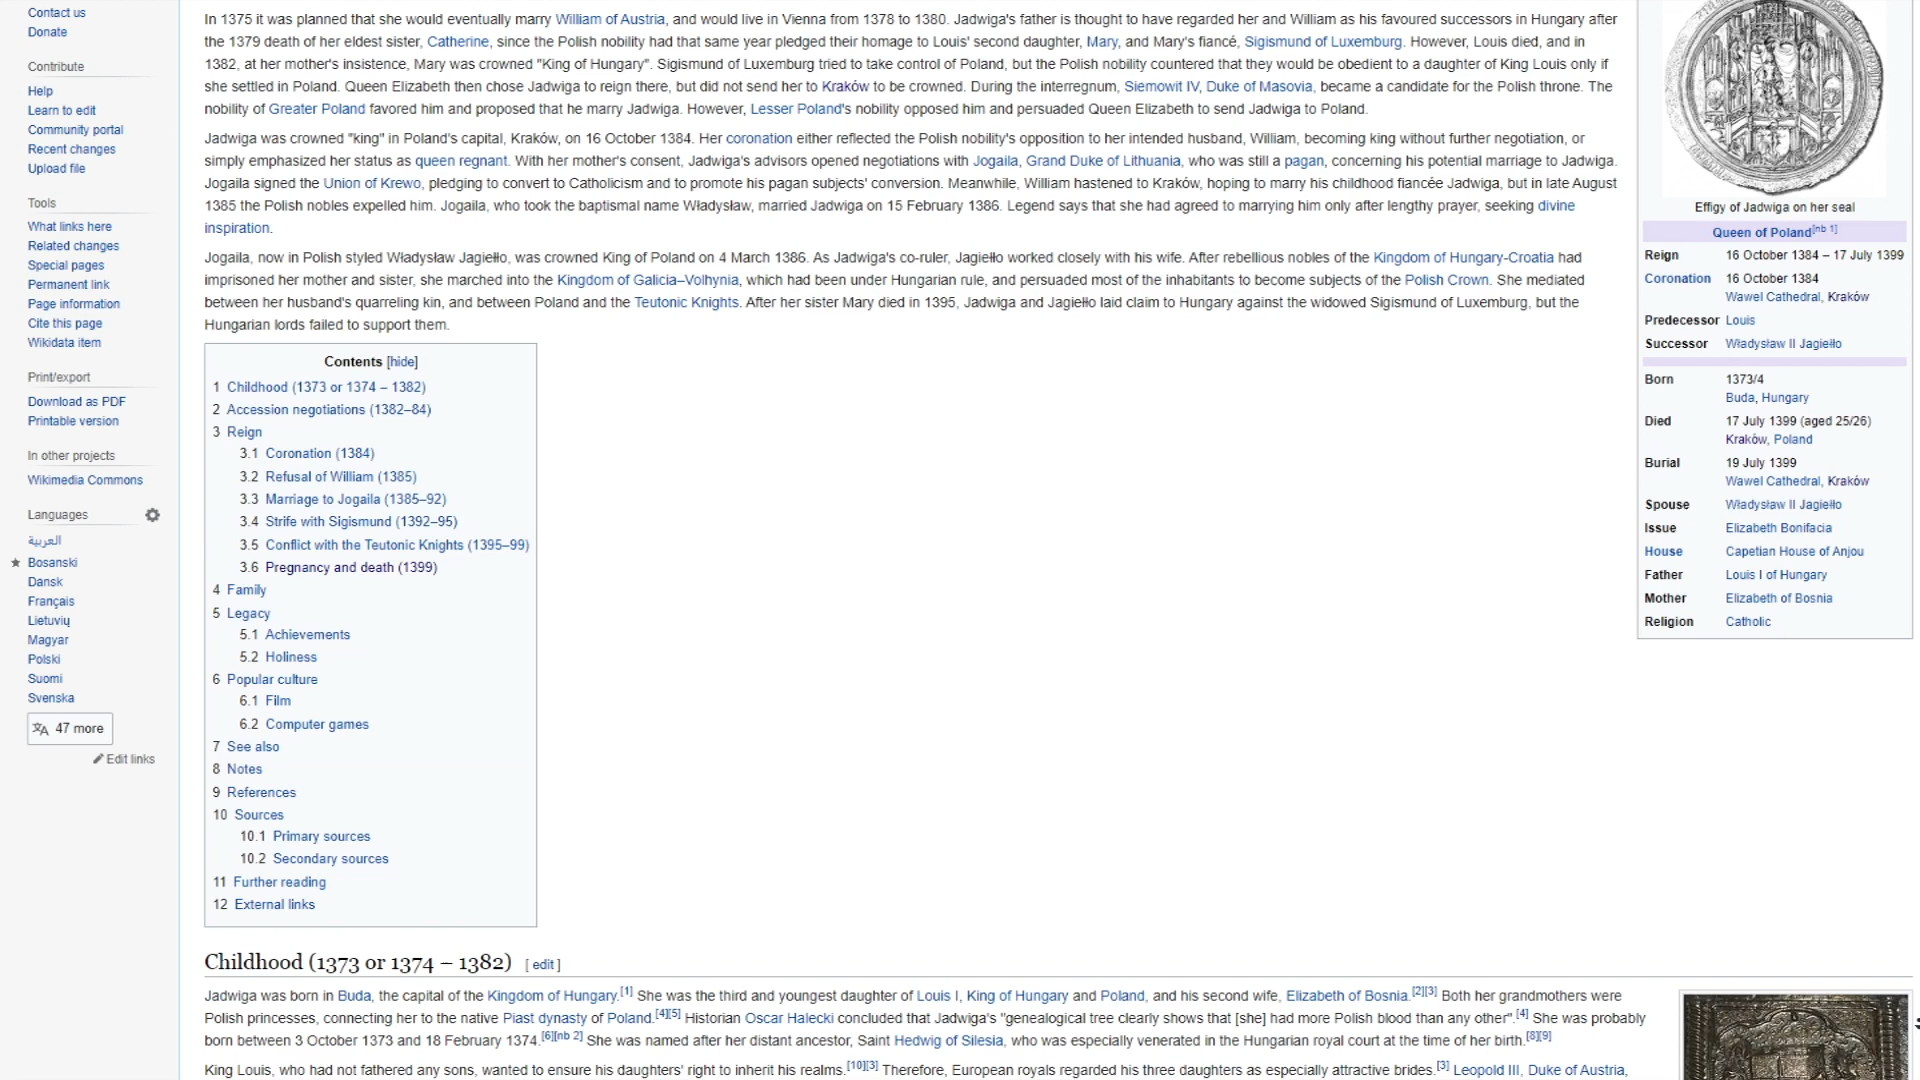 Contact us
Donate
Contribute
Help
Learn to edit
Community portal
Recent changes
Upload file
Tools
What links here
Related changes
Special pages
Permanent link
Page information
Cite this page
Wikidata item
Print/export
Download as PDF
Printable version
In other projects
Wikimedia Commons
Languages
العربية
Bosanski
Dansk
Français
Lietuvių
Magyar
Polski
Suomi
Svenska
47 more
Edit links
In 1375 it was planned that she would eventually marry William of Austria, and would live in Vienna from 1378 to 1380. Jadwiga's father is thought to have regarded her and William as his favoured successors in Hungary after
the 1379 death of her eldest sister, Catherine, since the Polish nobility had that same year pledged their homage to Louis' second daughter, Mary, and Mary's fiancé, Sigismund of Luxemburg. However, Louis died, and in
1382, at her mother's insistence, Mary was crowned "King of Hungary". Sigismund of Luxemburg tried to take control of Poland, but the Polish nobility countered that they would be obedient to a daughter of King Louis only if
she settled in Poland. Queen Elizabeth then chose Jadwiga to reign there, but did not send her to Kraków to be crowned. During the interregnum, Siemowit IV, Duke of Masovia, became a candidate for the Polish throne. The
nobility of Greater Poland favored him and proposed that he marry Jadwiga. However, Lesser Poland's nobility opposed him and persuaded Queen Elizabeth to send Jadwiga to Poland.
Jadwiga was crowned "king" in Poland's capital, Kraków, on 16 October 1384. Her coronation either reflected the Polish nobility's opposition to her intended husband, William, becoming king without further negotiation, or
simply emphasized her status as queen regnant. With her mother's consent, Jadwiga's advisors opened negotiations with Jogaila, Grand Duke of Lithuania, who was still a pagan, concerning his potential marriage to Jadwiga.
Jogaila signed the Union of Krewo, pledging to convert to Catholicism and to promote his pagan subjects' conversion. Meanwhile, William hastened to Kraków, hoping to marry his childhood fiancée Jadwiga, but in late August
1385 the Polish nobles expelled him. Jogaila, who took the baptismal name Władysław, married Jadwiga on 15 February 1386. Legend says that she had agreed to marrying him only after lengthy prayer, seeking divine
inspiration.
Jogaila, now in Polish styled Władysław Jagiełło, was crowned King of Poland on 4 March 1386. As Jadwiga's co-ruler, Jagiełło worked closely with his wife. After rebellious nobles of the Kingdom of Hungary-Croatia had
imprisoned her mother and sister, she marched into the Kingdom of Galicia–Volhynia, which had been under Hungarian rule, and persuaded most of the inhabitants to become subjects of the Polish Crown. She mediated
between her husband's quarreling kin, and between Poland and the Teutonic Knights. After her sister Mary died in 1395, Jadwiga and Jagiełło laid claim to Hungary against the widowed Sigismund of Luxemburg, but the
Hungarian lords failed to support them.
Contents [hide]
1 Childhood (1373 or 1374 – 1382)
2 Accession negotiations (1382–84)
3 Reign
3.1 Coronation (1384)
3.2 Refusal of William (1385)
3.3 Marriage to Jogaila (1385–92)
3.4 Strife with Sigismund (1392–95)
3.5 Conflict with the Teutonic Knights (1395–99)
3.6 Pregnancy and death (1399)
4 Family
5 Legacy
5.1 Achievements
5.2 Holiness
6 Popular culture
6.1 Film
6.2 Computer games
7 See also
8 Notes
9 References
10 Sources
10.1 Primary sources
10.2 Secondary sources
11 Further reading
12 External links
Effigy of Jadwiga on her seal
Queen of Poland[nb 1]
Reign 16 October 1384 – 17 July 1399
Coronation 16 October 1384
Wawel Cathedral, Kraków
Predecessor Louis
Successor Władysław II Jagiełło
Born 1373/4
Buda, Hungary
Died 17 July 1399 (aged 25/26)
Kraków, Poland
Burial 19 July 1399
Wawel Cathedral, Kraków
Spouse Władysław II Jagiełło
Issue Elizabeth Bonifacia
House Capetian House of Anjou
Father Louis I of Hungary
Mother Elizabeth of Bosnia
Religion Catholic
Childhood (1373 or 1374 – 1382) [ edit ]
Jadwiga was born in Buda, the capital of the Kingdom of Hungary.[1] She was the third and youngest daughter of Louis I, King of Hungary and Poland, and his second wife, Elizabeth of Bosnia.[2][3] Both her grandmothers were
Polish princesses, connecting her to the native Piast dynasty of Poland.[4][5] Historian Oscar Halecki concluded that Jadwiga's "genealogical tree clearly shows that [she] had more Polish blood than any other".[4] She was probably
born between 3 October 1373 and 18 February 1374.[6][nb 2] She was named after her distant ancestor, Saint Hedwig of Silesia, who was especially venerated in the Hungarian royal court at the time of her birth.[8][9]
King Louis, who had not fathered any sons, wanted to ensure his daughters' right to inherit his realms.[10][3] Therefore, European royals regarded his three daughters as especially attractive brides.[3] Leopold III, Duke of Austria,